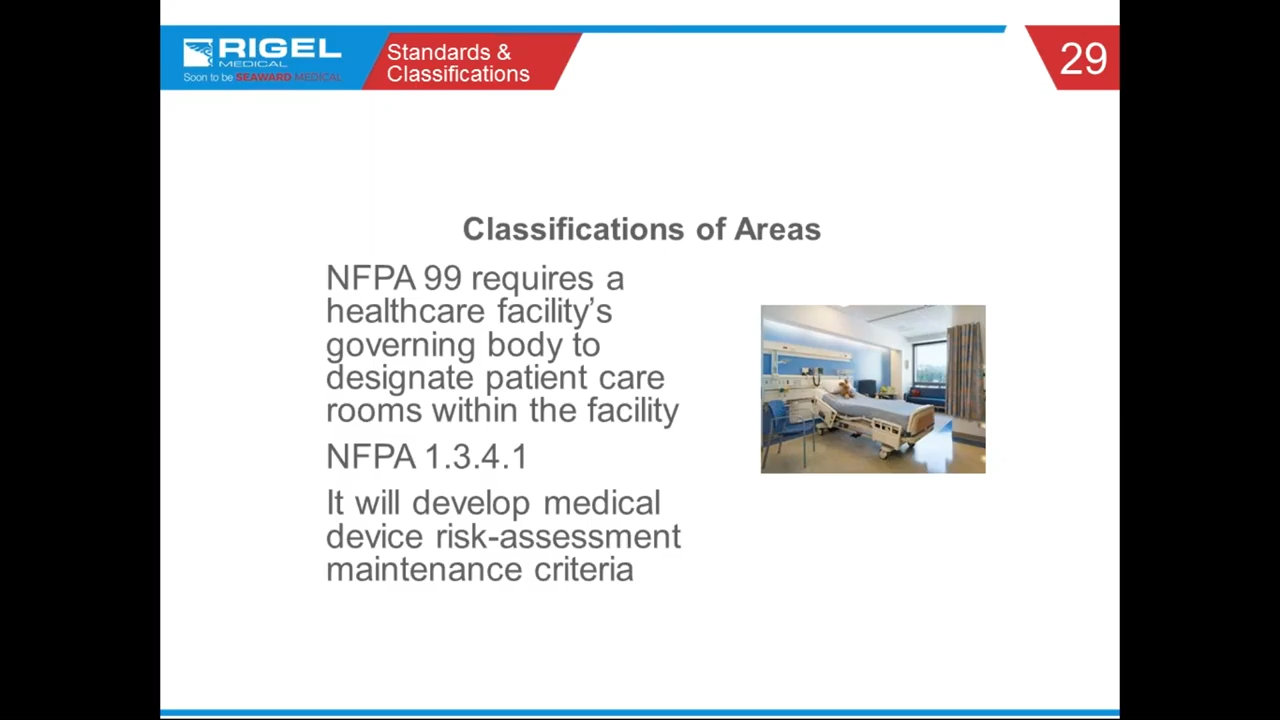 RIGEL
MEDICAL
Soon to be SEAWARD MEDICAL
Standards &
Classifications
29
Classifications of Areas
NFPA 99 requires a
healthcare facility’s
governing body to
designate patient care
rooms within the facility
NFPA 1.3.4.1
It will develop medical
device risk-assessment
maintenance criteria